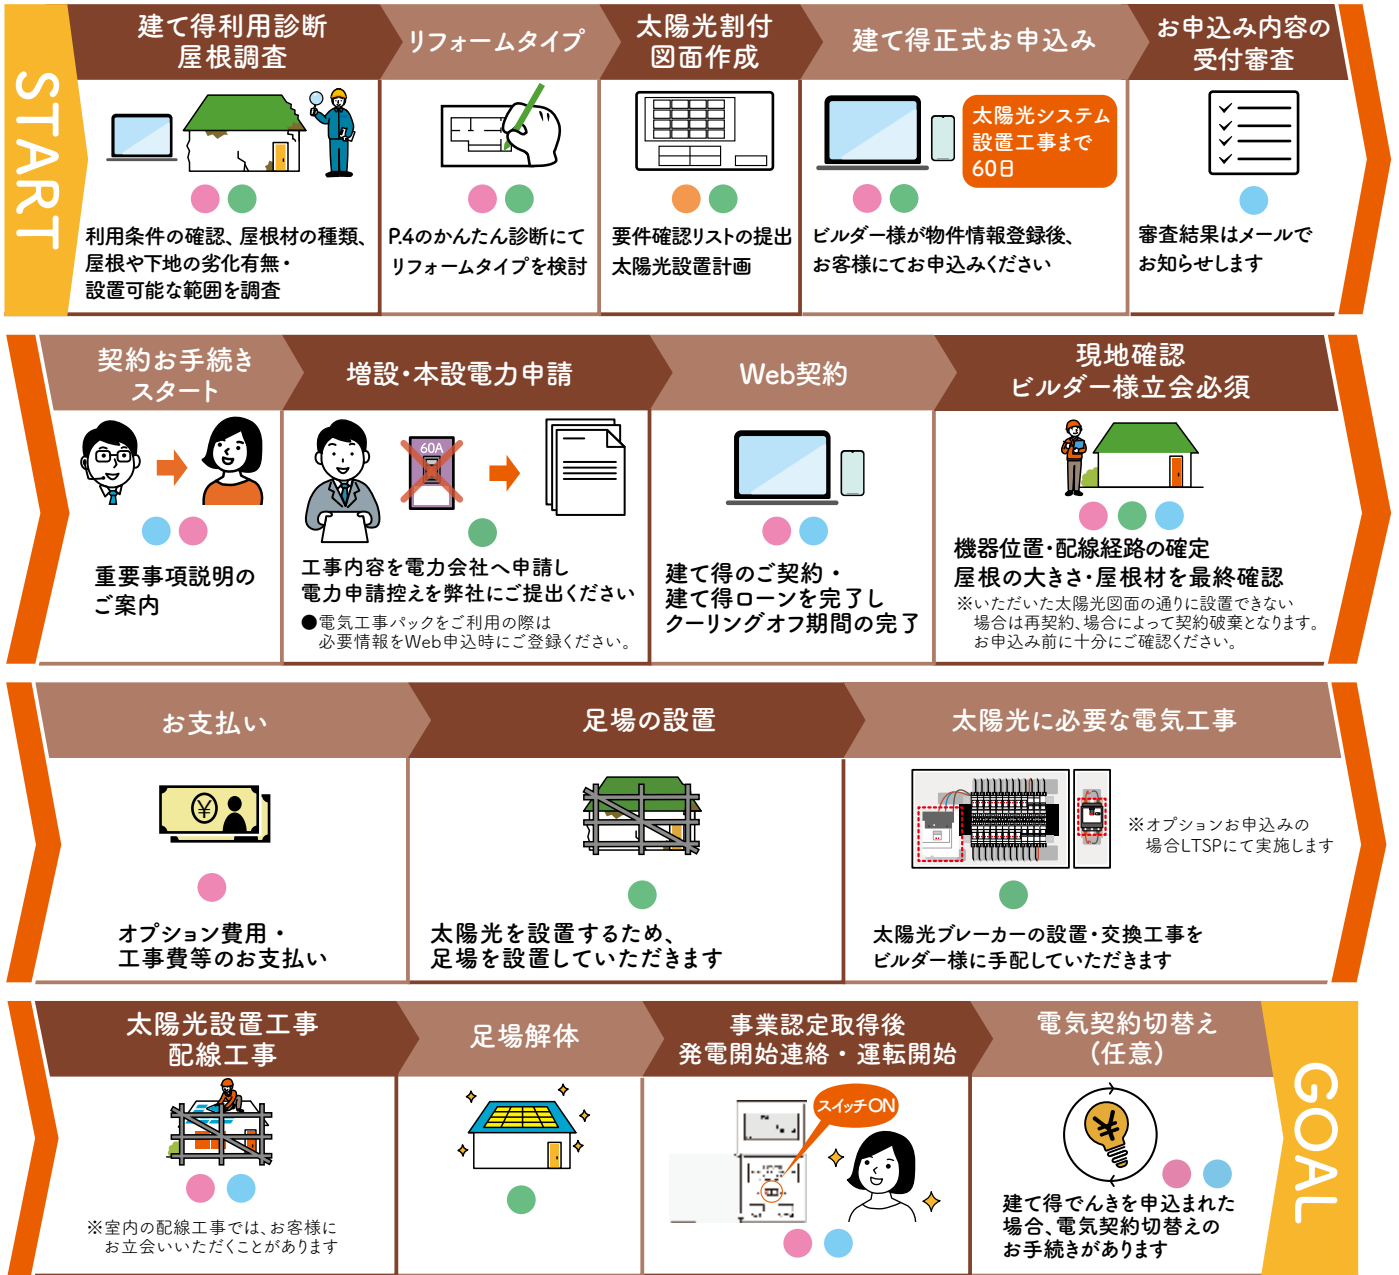 START
建て得利用診断
屋根調査
利用条件の確認、屋根材の種類、
屋根や下地の劣化有無・
設置可能な範囲を調査
リフォームタイプ
P.4のかんたん診断にて
リフォームタイプを検討
太陽光割付
図面作成
要件確認リストの提出
太陽光設置計画
建て得正式お申込み
太陽光システム
設置工事まで
60日
ビルダー様が物件情報登録後、
お客様にてお申込みください
お申込み内容の
受付審査
審査結果はメールで
お知らせします
契約お手続き
スタート
重要事項説明の
ご案内
増設・本設電力申請
60A
工事内容を電力会社へ申請し
電力申請控えを弊社にご提出ください
●電気工事パックをご利用の際は
必要情報をWeb申込時にご登録ください。
Web契約
建て得のご契約・
建て得ローンを完了し
クーリングオフ期間の完了
現地確認
ビルダー様立会必須
機器位置・配線経路の確定
屋根の大きさ・屋根材を最終確認
※いただいた太陽光図面の通りに設置できない
場合は再契約、場合によって契約破棄となります。
お申込み前に十分にご確認ください。
お支払い
¥
オプション費用・
工事費等のお支払い
足場の設置
太陽光を設置するため、
足場を設置していただきます
太陽光に必要な電気工事
※オプションお申込みの
場合LTSPにて実施します
太陽光ブレーカーの設置・交換工事を
ビルダー様に手配していただきます
太陽光設置工事
配線工事
※室内の配線工事では、お客様に
お立会いいただくことがあります
足場解体
事業認定取得後
発電開始連絡・運転開始
スイッチON
電気契約切替え
(任意)
¥
建て得でんきを申込まれた
場合、電気契約切替えの
お手続きがあります
GOAL